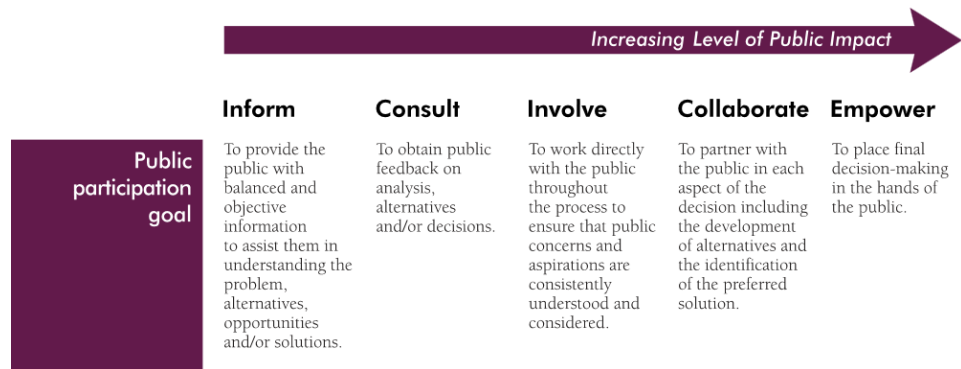 Increasing Level of Public Impact
Inform
Consult
Involve
Collaborate
Empower
Public
participation
goal
To provide the
public with
balanced and
objective
information
to assist them in
understanding the
problem,
alternatives,
opportunities
and/or solutions.
To obtain public
feedback on
analysis,
alternatives
and/or decisions.
To work directly
with the public
throughout
the process to
ensure that public
concerns and
aspirations are
consistently
understood and
considered.
To partner with
the public in each
aspect of the
decision including
the development
of alternatives and
the identification
of the preferred
solution.
To place final
decision-making
in the hands of
the public.